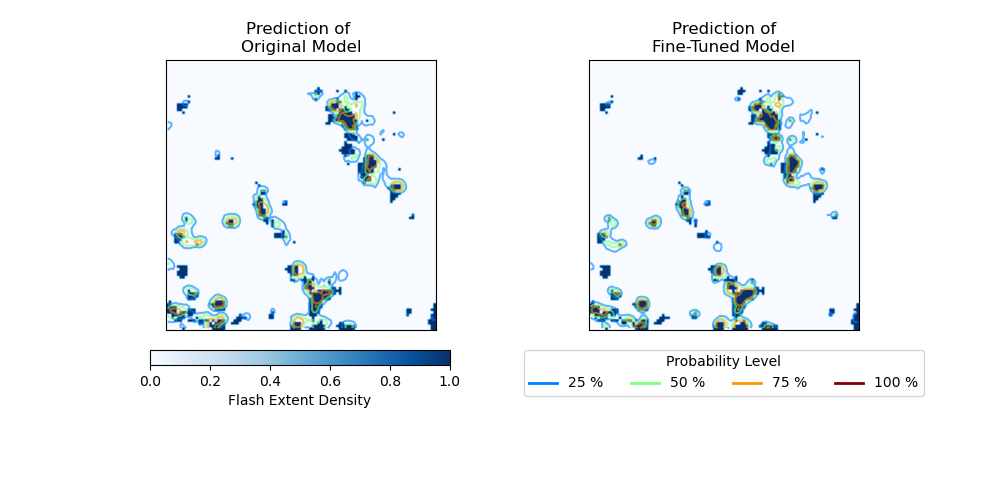 Prediction of
Original Model
Prediction of
Fine-Tuned Model
0.0 0.2 0.4 0.6 0.8 1.0
Flash Extent Density
Probability Level
25 % 50 % 75 % 100 %